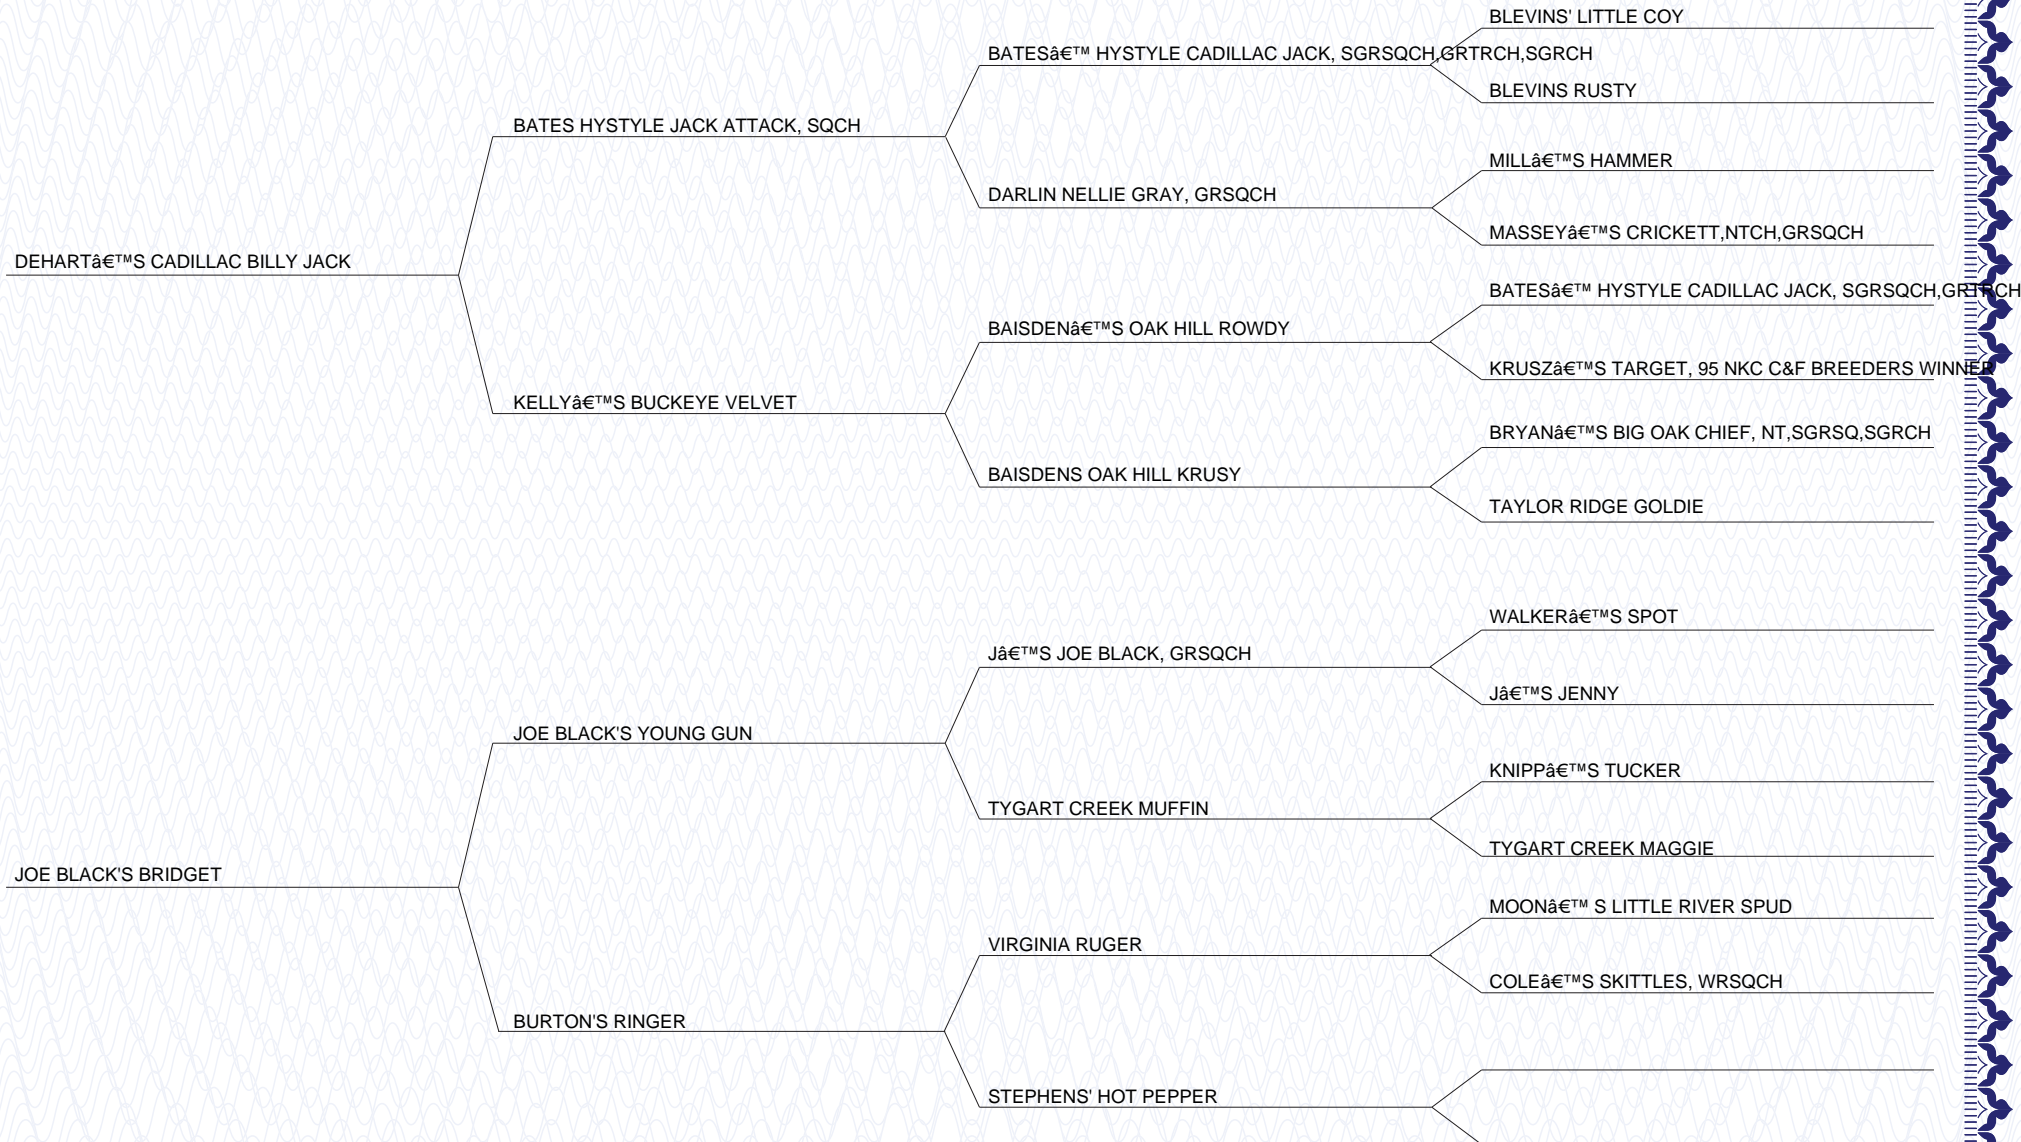 BLEVINS' LITTLE COY
BATESâ€™ HYSTYLE CADILLAC JACK, SGRSQCH,GRTRCH,SGRCH
BLEVINS RUSTY
BATES HYSTYLE JACK ATTACK, SQCH
MILLâ€™S HAMMER
DARLIN NELLIE GRAY, GRSQCH
MASSEYâ€™S CRICKETT,NTCH,GRSQCH
DEHARTâ€™S CADILLAC BILLY JACK
BATESâ€™ HYSTYLE CADILLAC JACK, SGRSQCH,GRTRCH
BAISDENâ€™S OAK HILL ROWDY
KRUSZâ€™S TARGET, 95 NKC C&F BREEDERS WINNER
KELLYâ€™S BUCKEYE VELVET
BRYANâ€™S BIG OAK CHIEF, NT,SGRSQ,SGRCH
BAISDENS OAK HILL KRUSY
TAYLOR RIDGE GOLDIE
WALKERâ€™S SPOT
Jâ€™S JOE BLACK, GRSQCH
Jâ€™S JENNY
JOE BLACK'S YOUNG GUN
KNIPPâ€™S TUCKER
TYGART CREEK MUFFIN
TYGART CREEK MAGGIE
JOE BLACK'S BRIDGET
MOONâ€™ S LITTLE RIVER SPUD
VIRGINIA RUGER
COLEâ€™S SKITTLES, WRSQCH
BURTON'S RINGER
STEPHENS' HOT PEPPER